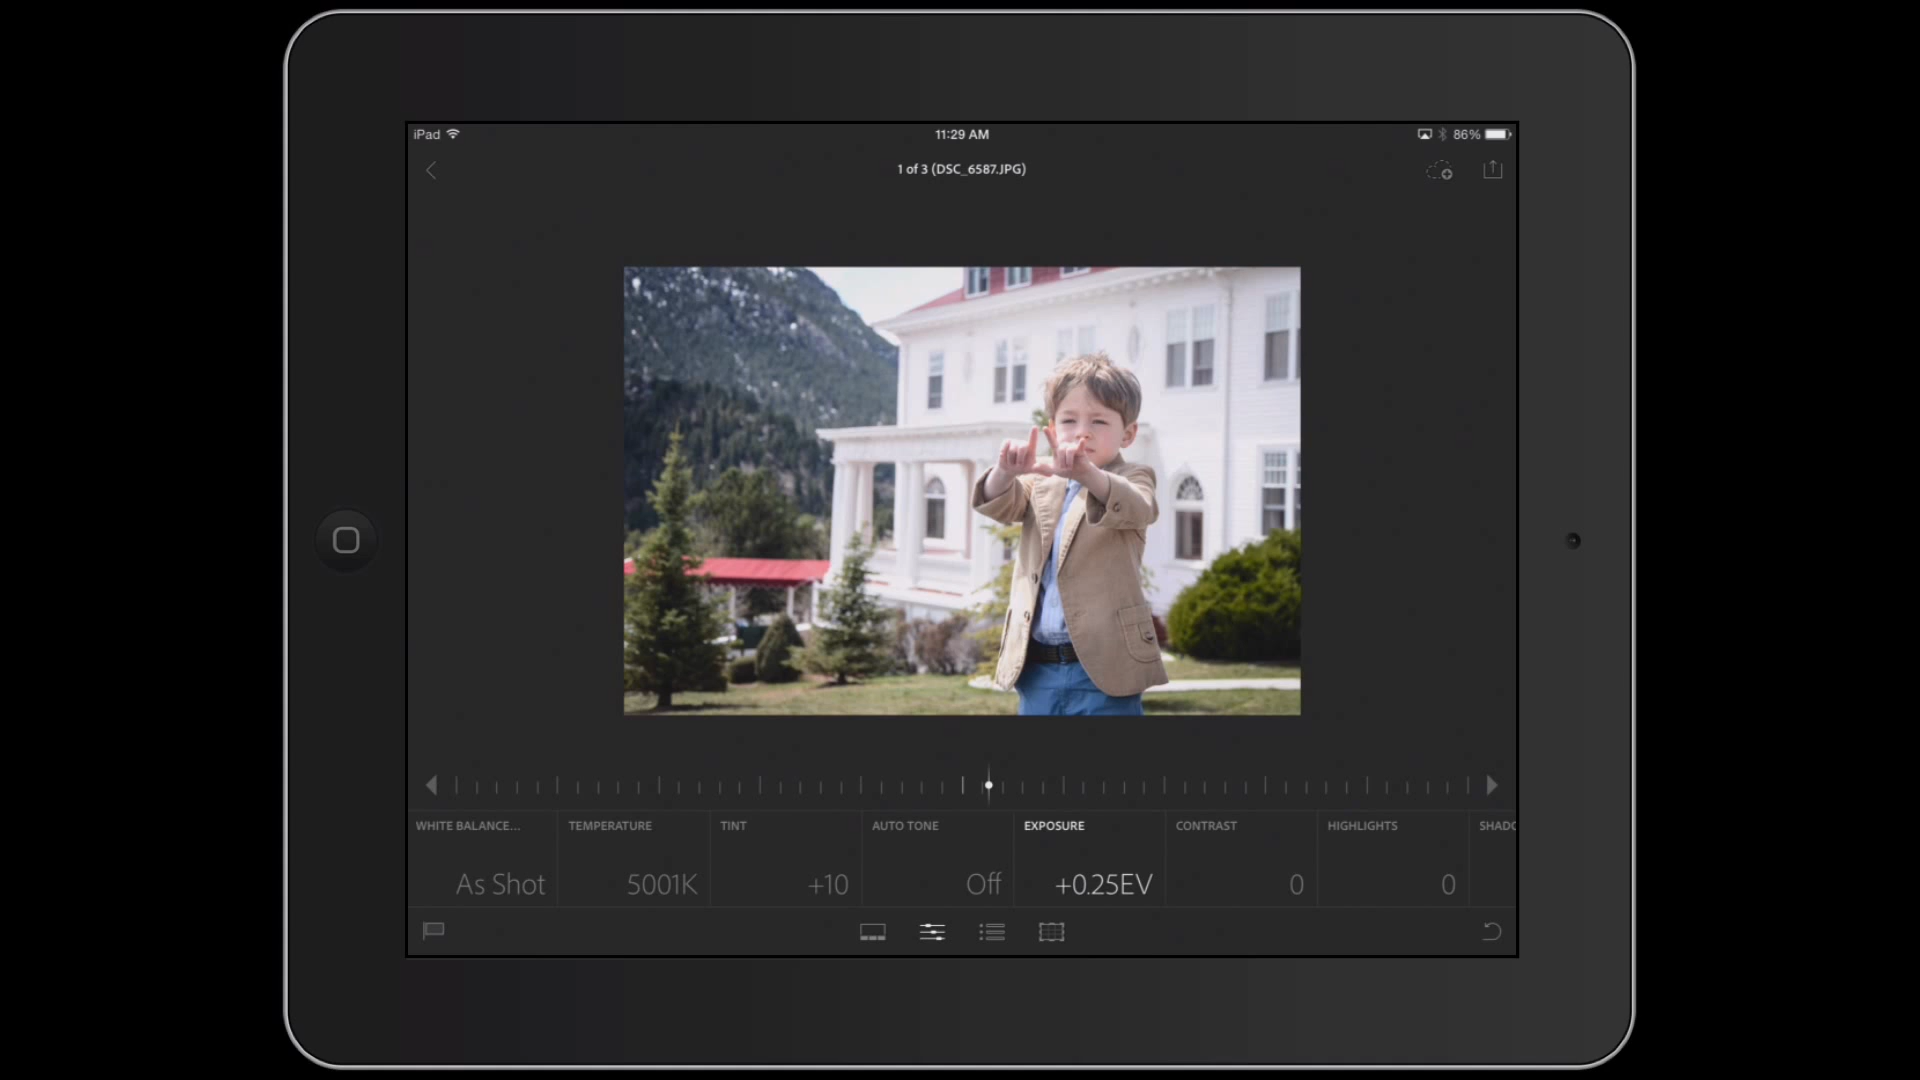 iPad
11:29 AM
86%
1 of 3 (DSC_6587.JPG)
WHITE BALANCE...
TEMPERATURE
TINT
AUTO TONE
EXPOSURE
CONTRAST
HIGHLIGHTS
SHADO
As Shot
5001K
+10
Off
+0.25EV
0
0